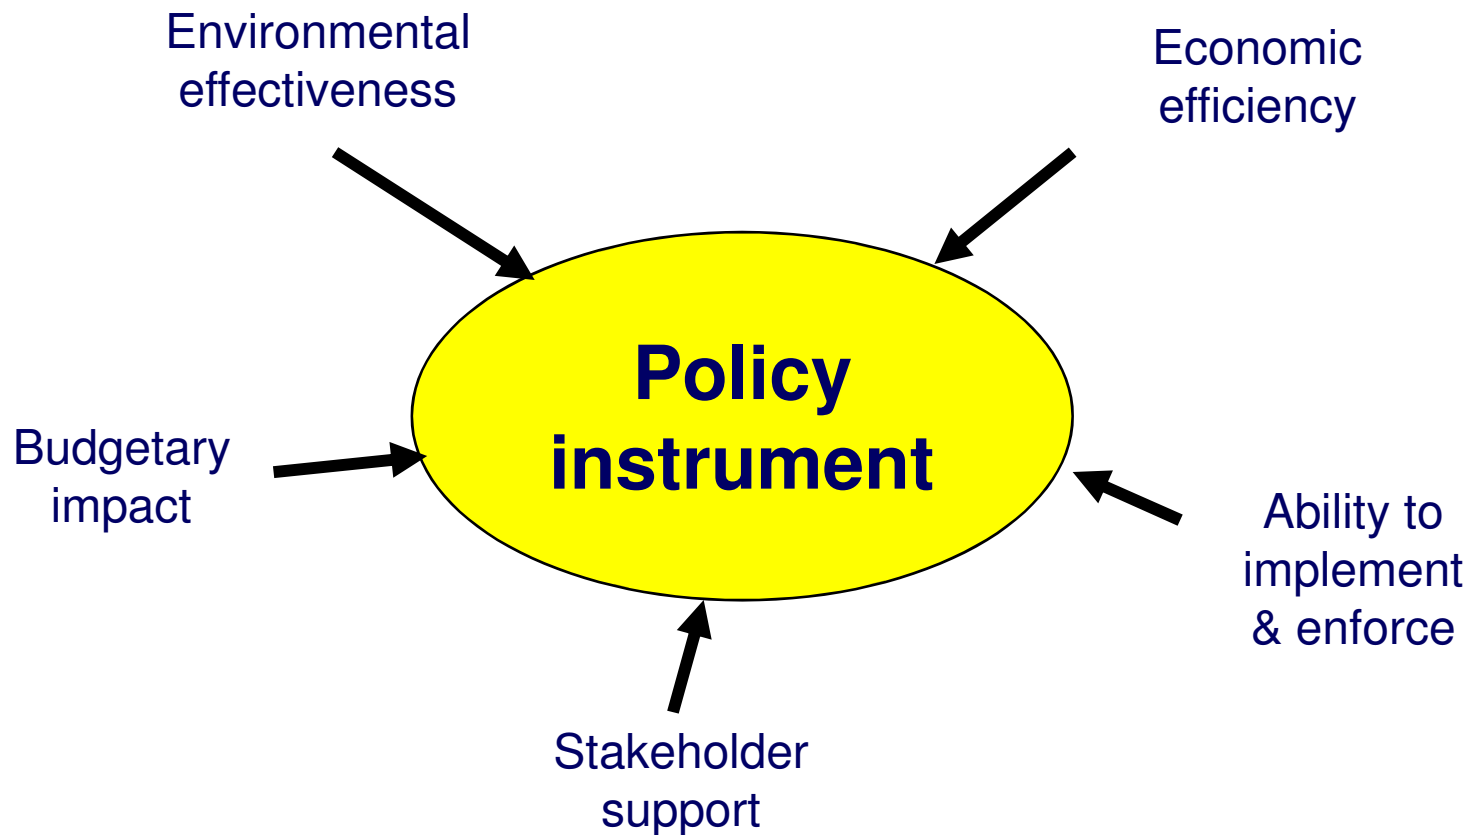 Environmental
effectiveness
Economic
efficiency
Policy
instrument
Budgetary
impact
Ability to
implement
& enforce
Stakeholder
support